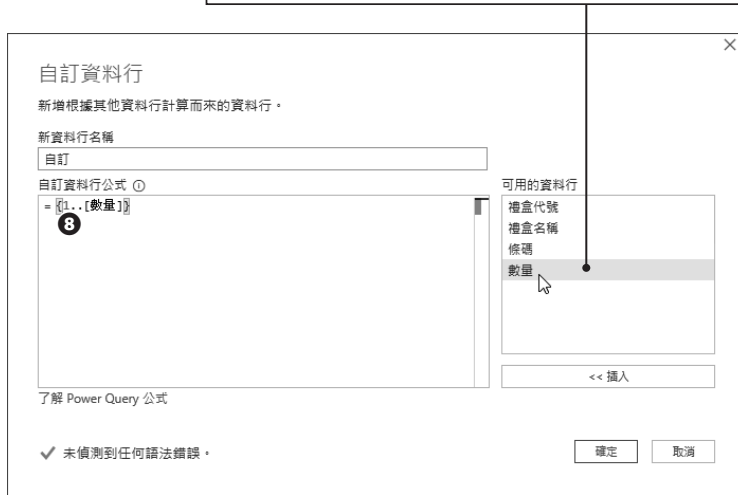 自訂資料行
新增根據其他資料行計算而來的資料行。
新資料行名稱
自訂
自訂資料行公式
= {1..[數量]}
8
可用的資料行
禮盒代號
禮盒名稱
條碼
數量
<< 插入
了解 Power Query 公式
未偵測到任何語法錯誤。
確定
取消